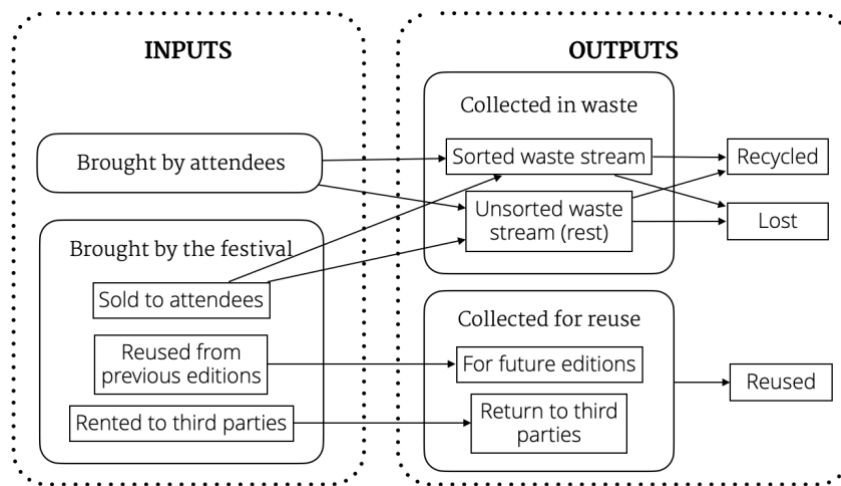 INPUTS
Brought by attendees
Brought by the festival
Sold to attendees
Reused from
previous editions
Rented to third parties
OUTPUTS
Collected in waste
Sorted waste stream
Unsorted waste
stream (rest)
Recycled
Lost
Collected for reuse
For future editions
Return to third
parties
Reused